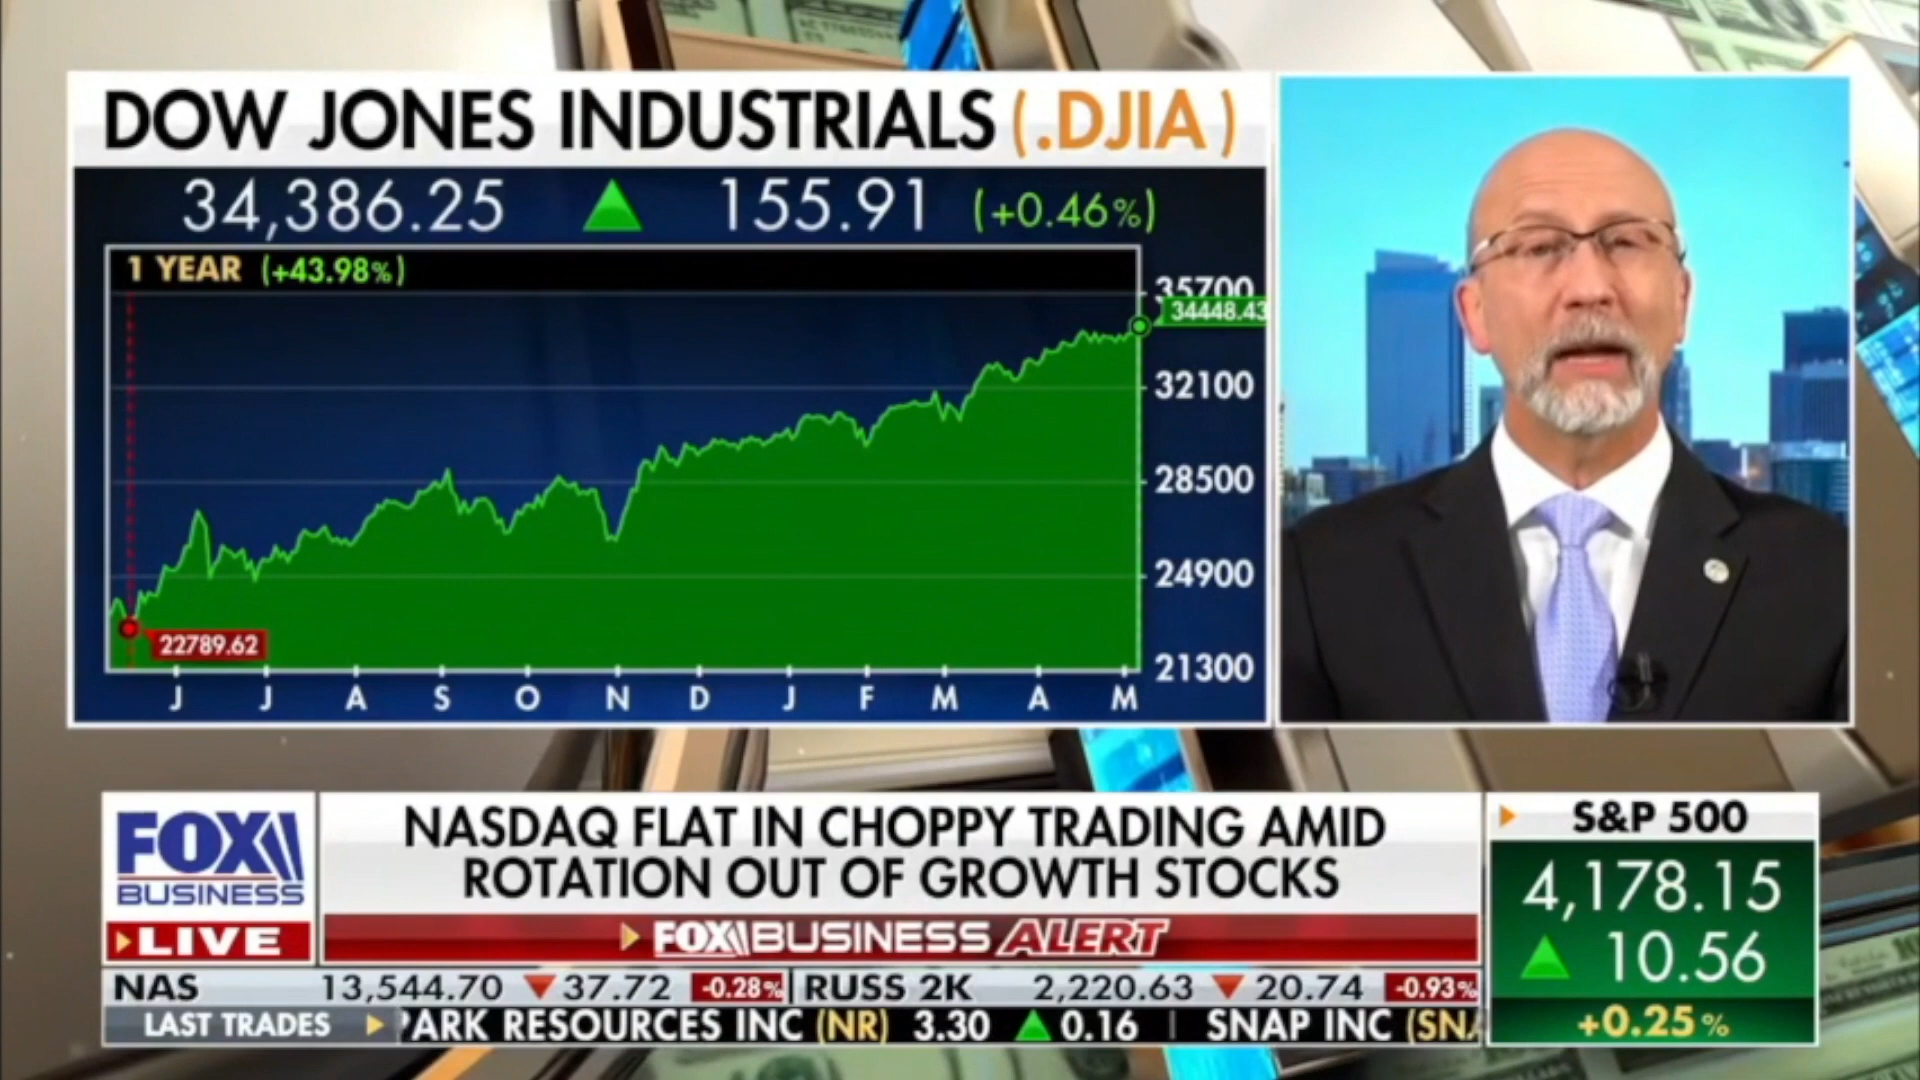 DOW JONES INDUSTRIALS (.DJIA )
34,386.25 ▲ 155.91 (+0.46%)
1 YEAR (+43.98%)
35700
34448.43
32100
28500
24900
21300
22789.62
J J A S O N D J F M A M
FOX BUSINESS
LIVE
NASDAQ FLAT IN CHOPPY TRADING AMID
ROTATION OUT OF GROWTH STOCKS
FOX BUSINESS ALERT
S&P 500
4,178.15
▲ 10.56
+0.25%
NAS 13,544.70 ▼ 37.72 -0.28% RUSS 2K 2,220.63 ▼ 20.74 -0.93%
LAST TRADES ARK RESOURCES INC (NR) 3.30 ▲ 0.16 | SNAP INC (SNA